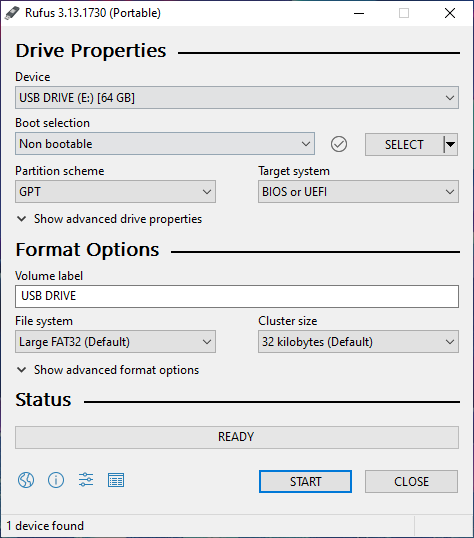 Rufus 3.13.1730 (Portable)
Drive Properties
Device
USB DRIVE (E:) [64 GB]
Boot selection
Non bootable
SELECT
Partition scheme
Target system
GPT
BIOS or UEFI
Show advanced drive properties
Format Options
Volume label
USB DRIVE
File system
Cluster size
Large FAT32 (Default)
32 kilobytes (Default)
Show advanced format options
Status
READY
START
CLOSE
1 device found